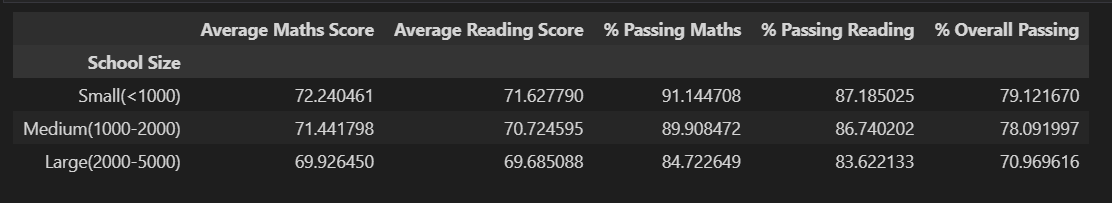 Average Maths Score Average Reading Score % Passing Maths % Passing Reading % Overall Passing
School Size
Small(<1000) 72.240461 71.627790 91.144708 87.185025 79.121670
Medium(1000-2000) 71.441798 70.724595 89.908472 86.740202 78.091997
Large(2000-5000) 69.926450 69.685088 84.722649 83.622133 70.969616